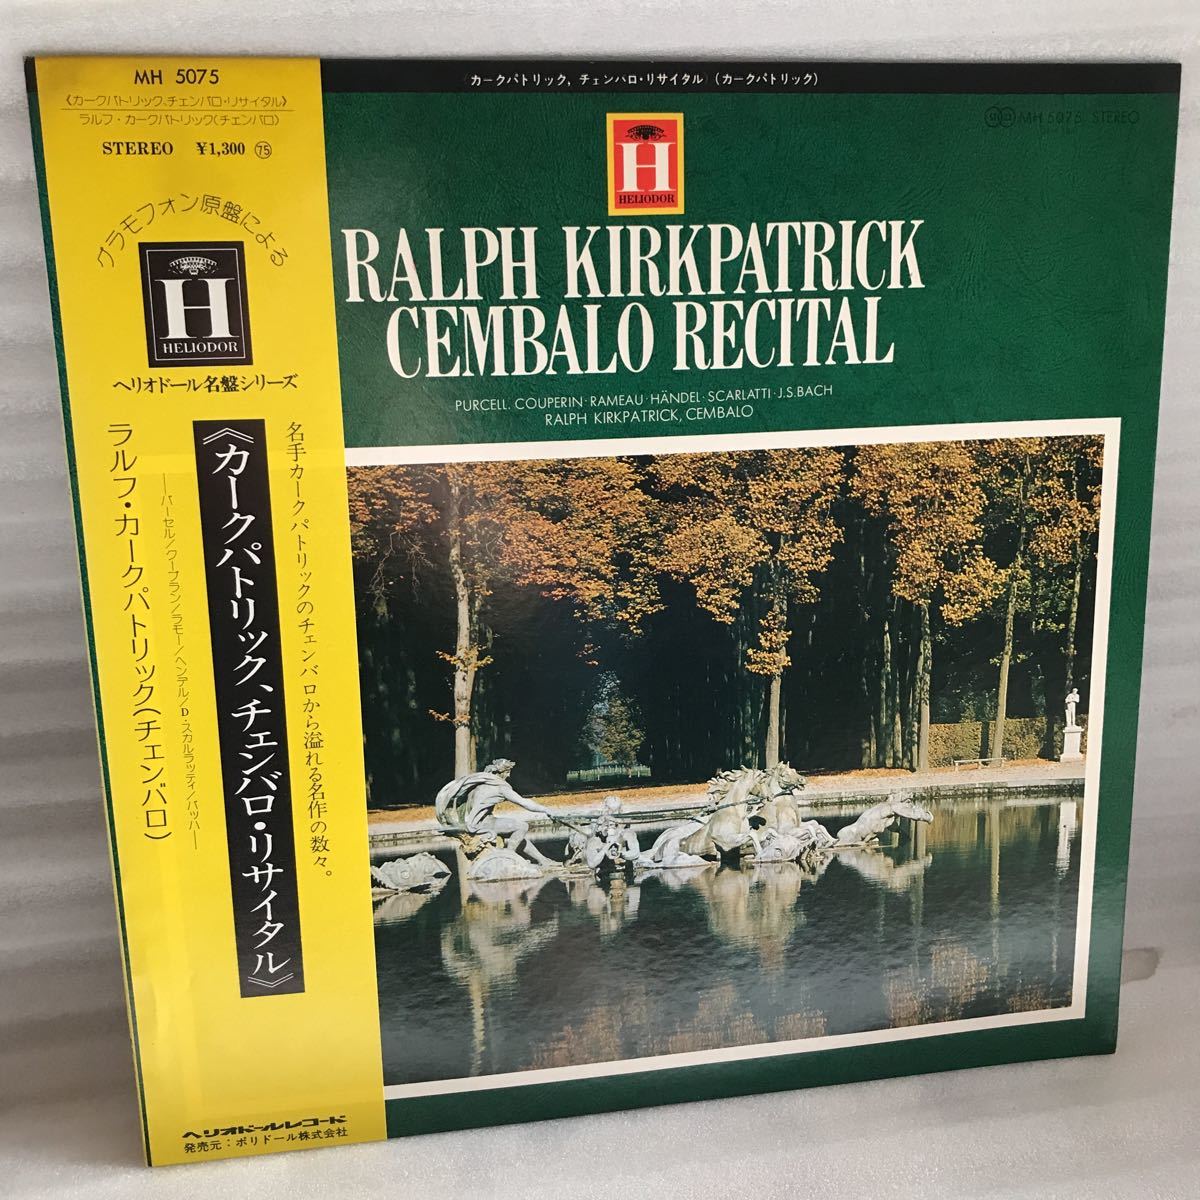 MH 5075
《カークパトリック、チェンバロ・リサイタル》
ラルフ・カークパトリック(チェンバロ)
STEREO ¥1,300 ㊆
グラモフォン原盤による
H
HELIODOR
ヘリオドール名盤シリーズ
名手カークパトリックのチェンバロから溢れる名作の数々。
《カークパトリック、チェンバロ・リサイタル》
──パーセル/クープラン/ラモー/ヘンデル/D・スカルラッティ/バッハ──
ラルフ・カークパトリック(チェンバロ)
ヘリオドールレコード
発売元:ポリドール株式会社
《カークパトリック, チェンバロ・リサイタル》(カークパトリック)
MH 5075 STEREO
H
HELIODOR
RALPH KIRKPATRICK
CEMBALO RECITAL
PURCELL. COUPERIN·RAMEAU·HÄNDEL·SCARLATTI·J.S.BACH
RALPH KIRKPATRICK, CEMBALO